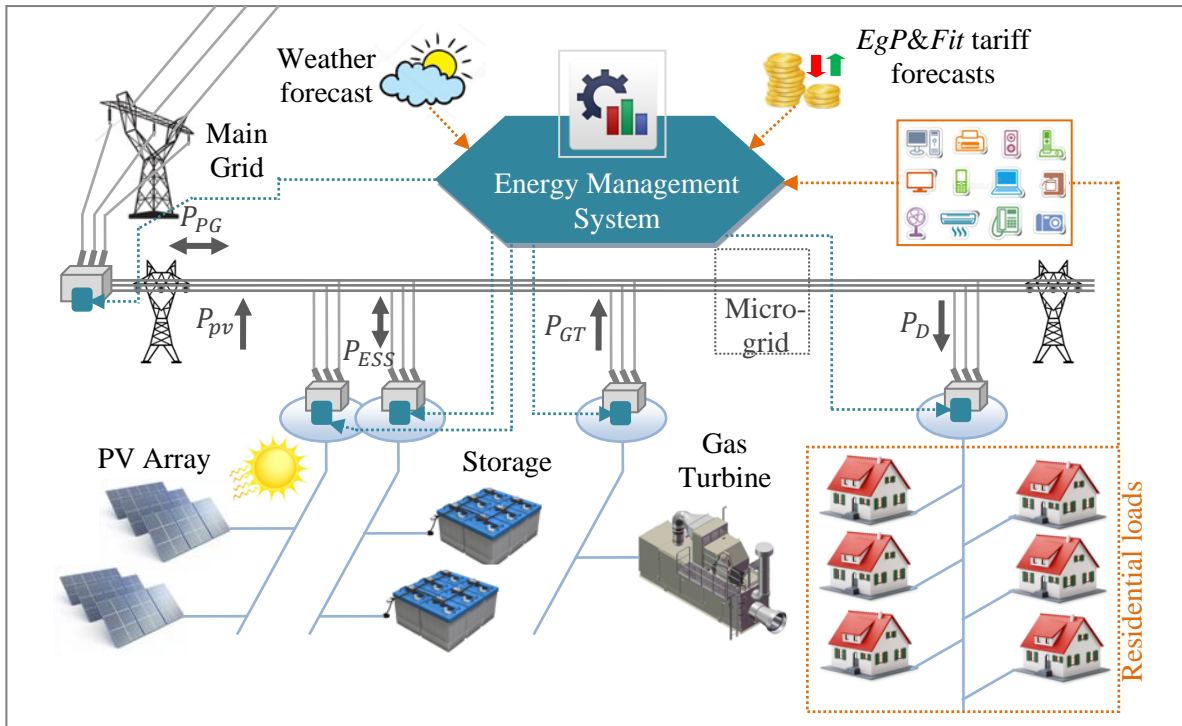 Weather
forecast
EgP&Fit tariff
forecasts
Main
Grid
Energy Management
System
P_PG
P_pv
P_ESS
P_GT
Micro-
grid
P_D
PV Array
Storage
Gas
Turbine
Residential loads